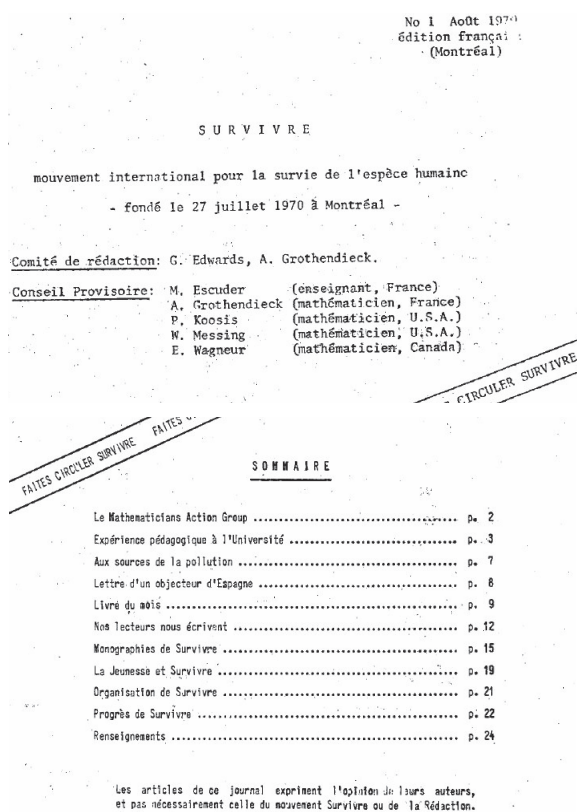 No 1 Août 1970
édition françai
(Montréal)
SURVIVRE
mouvement international pour la survie de l'espèce humaine
- fondé le 27 juillet 1970 à Montréal -
Comité de rédaction: G. Edwards, A. Grothendieck.
Conseil Provisoire: M. Escuder (enseignant, France)
A. Grothendieck (mathématicien, France)
P. Koosis (mathématicien, U.S.A.)
W. Messing (mathématicien, U.S.A.)
E. Wagneur (mathématicien, Canada)
CIRCULER SURVIVRE
FAITES CIRCULER SURVIVRE FAITES
SOMMAIRE
Le Mathematicians Action Group ........ p. 2
Expérience pédagogique à l'Université ........ p. 3
Aux sources de la pollution ........ p. 7
Lettre d'un objecteur d'Espagne ........ p. 8
Livre du mois ........ p. 9
Nos lecteurs nous écrivent ........ p. 12
Monographies de Survivre ........ p. 15
La Jeunesse et Survivre ........ p. 19
Organisation de Survivre ........ p. 21
Progrès de Survivre ........ p. 22
Renseignements ........ p. 24
Les articles de ce journal expriment l'opinion de leurs auteurs,
et pas nécessairement celle du mouvement Survivre ou de la Rédaction.